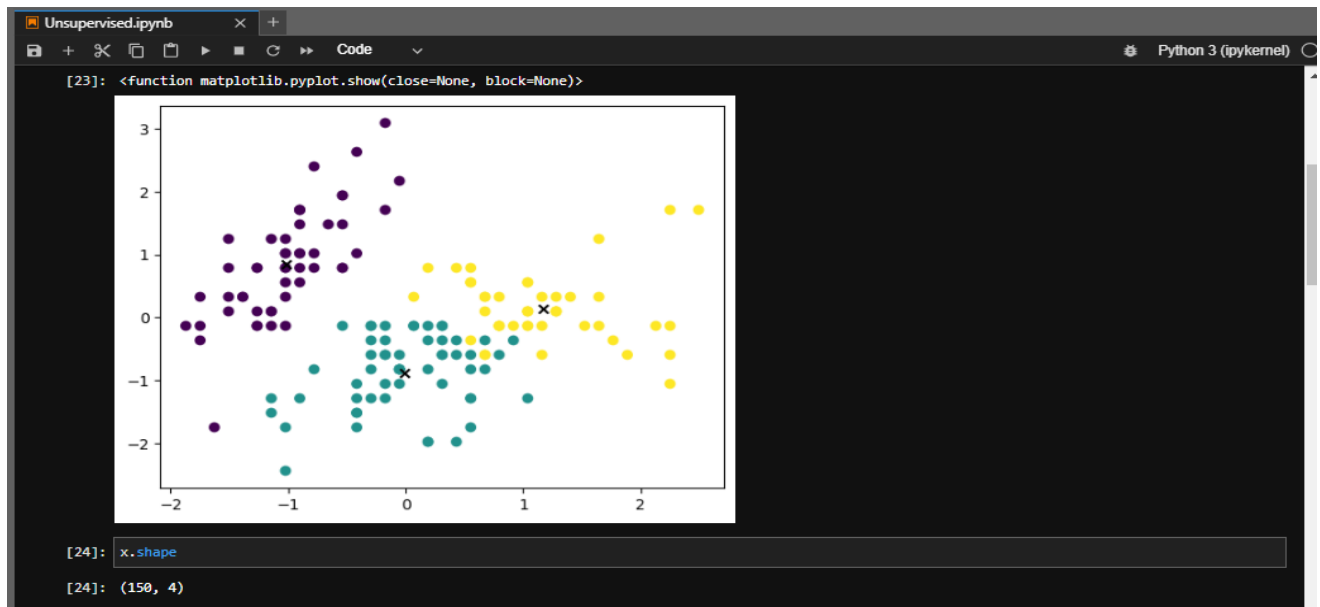 Unsupervised.ipynb
Code
Python 3 (ipykernel)
[23]: <function matplotlib.pyplot.show(close=None, block=None)>
3
2
1
0
−1
−2
−2 −1 0 1 2
[24]: x.shape
[24]: (150, 4)